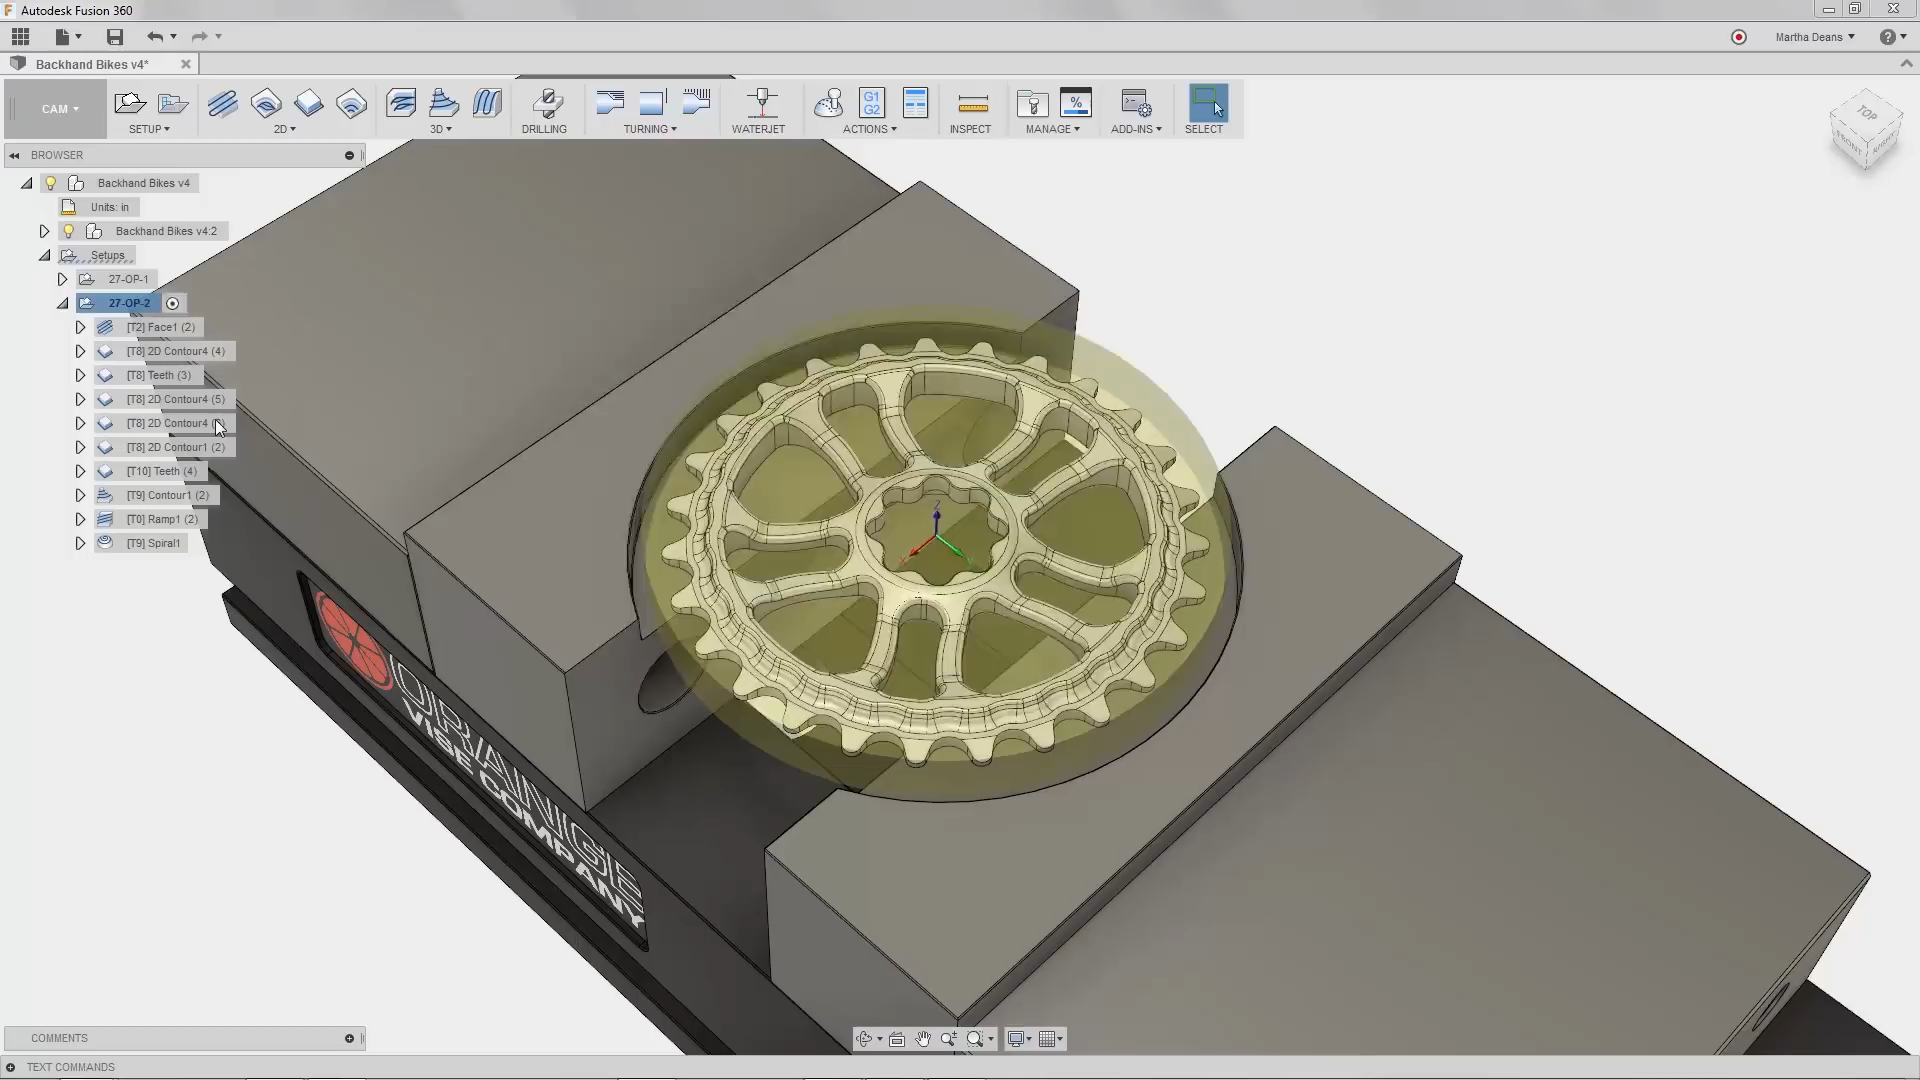 Autodesk Fusion 360
Martha Deans
Backhand Bikes v4*
CAM
SETUP
2D
3D
DRILLING
TURNING
WATERJET
G1
G2
ACTIONS
INSPECT
%
MANAGE
ADD-INS
SELECT
TOP
FRONT
RIGHT
BROWSER
Backhand Bikes v4
Units: in
Backhand Bikes v4:2
Setups
27-OP-1
27-OP-2
[T2] Face1 (2)
[T8] 2D Contour4 (4)
[T8] Teeth (3)
[T8] 2D Contour4 (5)
[T8] 2D Contour4
[T8] 2D Contour1 (2)
[T10] Teeth (4)
[T9] Contour1 (2)
[T0] Ramp1 (2)
[T9] Spiral1
Z
ORANGE
VISE COMPANY
COMMENTS
TEXT COMMANDS